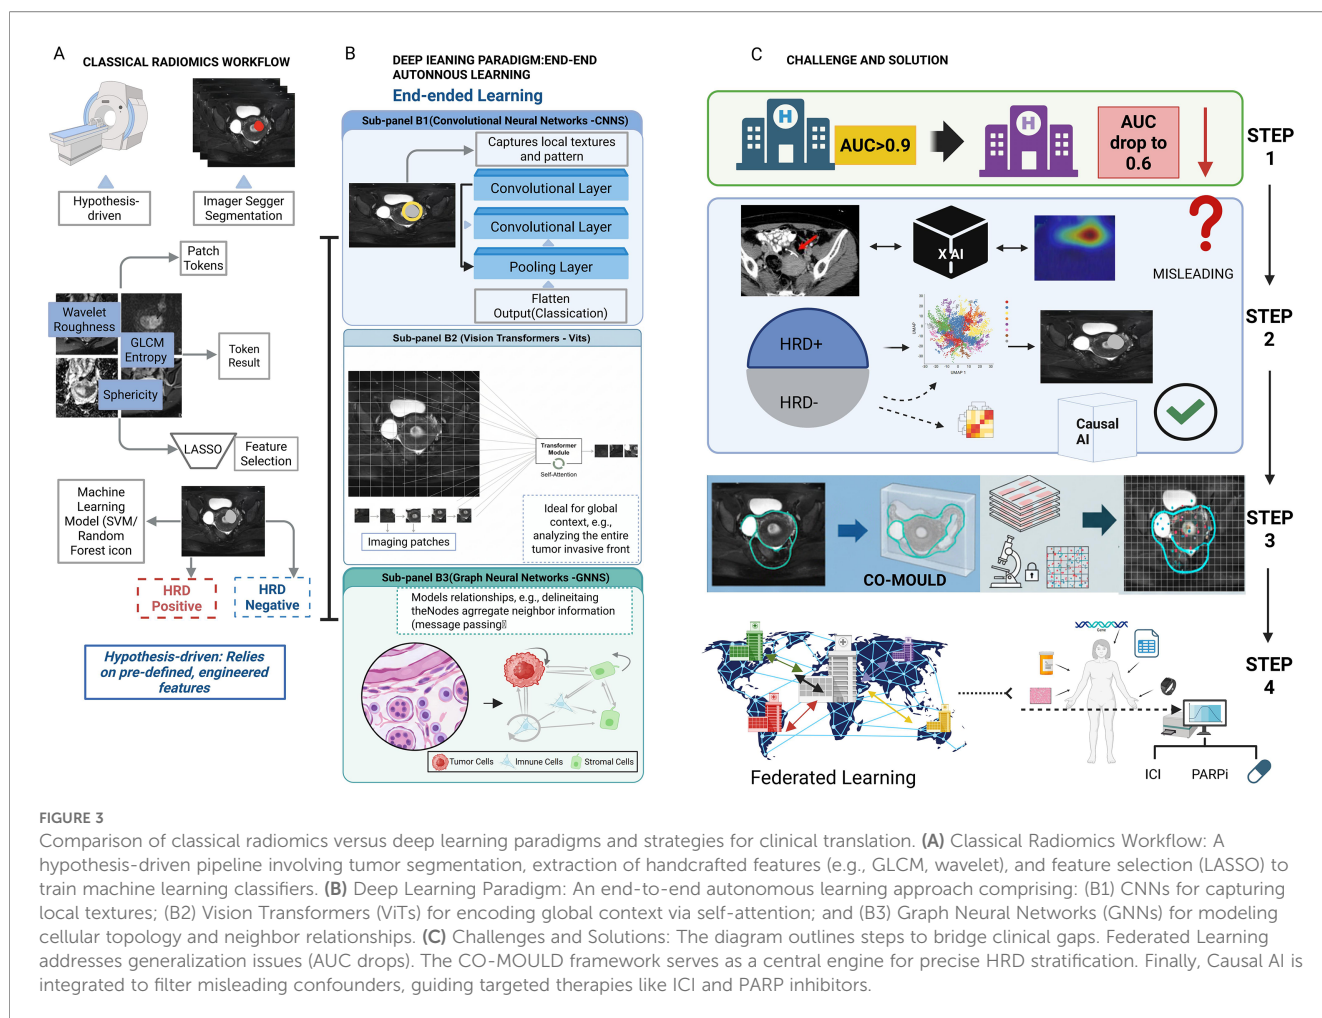 A
CLASSICAL RADIOMICS WORKFLOW
Hypothesis-
driven
Imager Segger
Segmentation
Patch
Tokens
Wavelet
Roughness
GLCM
Entropy
Sphericity
Token
Result
LASSO
Feature
Selection
Machine
Learning
Model (SVM/
Random
Forest icon
HRD
Positive
HRD
Negative
Hypothesis-driven: Relies
on pre-defined, engineered
features
B
DEEP IEANING PARADIGM:END-END
AUTONNOUS LEARNING
End-ended Learning
Sub-panel B1(Convolutional Neural Networks -CNNS)
Captures local textures
and pattern
Convolutional Layer
Convolutional Layer
Pooling Layer
Flatten
Output(Classication)
Sub-panel B2 (Vision Transformers - Vits)
Transformer
Module
Self-Attention
Imaging patches
Ideal for global
context, e.g.,
analyzing the entire
tumor invasive front
Sub-panel B3(Graph Neural Networks -GNNS)
Models relationships, e.g., delineitaing
theNodes agrregate neighbor information
(message passing▯
Tumor Cells
Imnune Cells
Stromal Cells
C
CHALLENGE AND SOLUTION
H
AUC>0.9
H
AUC
drop to
0.6
STEP
1
X AI
?
MISLEADING
STEP
2
HRD+
HRD-
UMAP 1
Causal
AI
CO-MOULD
STEP
3
Federated Learning
Gene
STEP
4
ICI
PARPi
FIGURE 3
Comparison of classical radiomics versus deep learning paradigms and strategies for clinical translation. (A) Classical Radiomics Workflow: A
hypothesis-driven pipeline involving tumor segmentation, extraction of handcrafted features (e.g., GLCM, wavelet), and feature selection (LASSO) to
train machine learning classifiers. (B) Deep Learning Paradigm: An end-to-end autonomous learning approach comprising: (B1) CNNs for capturing
local textures; (B2) Vision Transformers (ViTs) for encoding global context via self-attention; and (B3) Graph Neural Networks (GNNs) for modeling
cellular topology and neighbor relationships. (C) Challenges and Solutions: The diagram outlines steps to bridge clinical gaps. Federated Learning
addresses generalization issues (AUC drops). The CO-MOULD framework serves as a central engine for precise HRD stratification. Finally, Causal AI is
integrated to filter misleading confounders, guiding targeted therapies like ICI and PARP inhibitors.